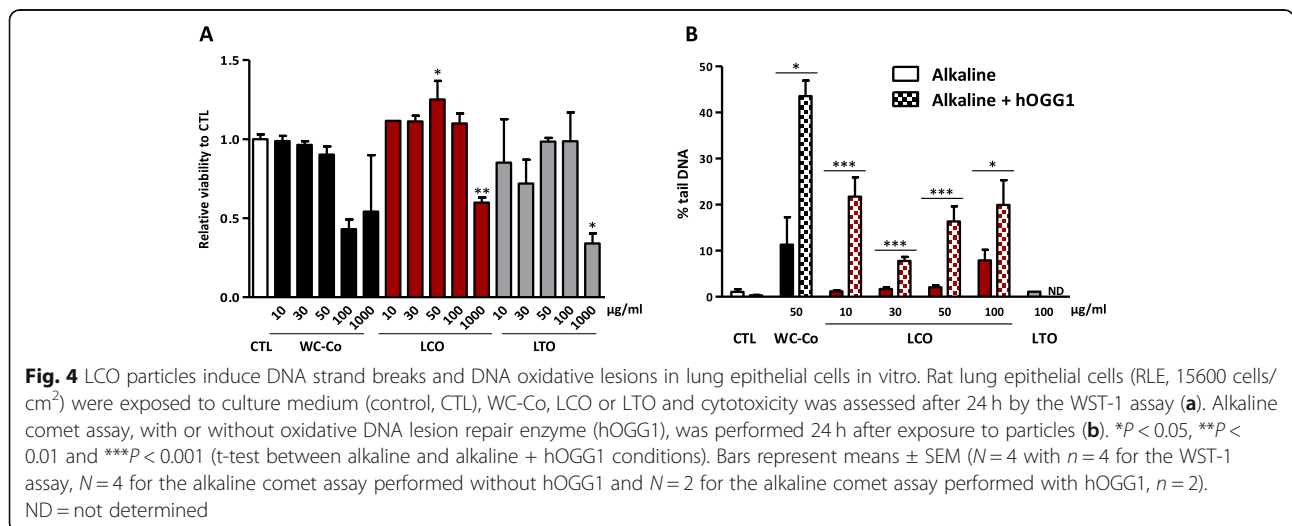 A
B
1.5
1.0
0.5
0.0
Relative viability to CTL
*
**
*
10 30 50 100 1000 10 30 50 100 1000 10 30 50 100 1000 µg/ml
CTL WC-Co LCO LTO
50
40
30
20
10
0
% tail DNA
Alkaline
Alkaline + hOGG1
*
***
***
***
*
ND
50 10 30 50 100 100 µg/ml
CTL WC-Co LCO LTO
Fig. 4 LCO particles induce DNA strand breaks and DNA oxidative lesions in lung epithelial cells in vitro. Rat lung epithelial cells (RLE, 15600 cells/
cm²) were exposed to culture medium (control, CTL), WC-Co, LCO or LTO and cytotoxicity was assessed after 24 h by the WST-1 assay (a). Alkaline
comet assay, with or without oxidative DNA lesion repair enzyme (hOGG1), was performed 24 h after exposure to particles (b). *P < 0.05, **P <
0.01 and ***P < 0.001 (t-test between alkaline and alkaline + hOGG1 conditions). Bars represent means ± SEM (N = 4 with n = 4 for the WST-1
assay, N = 4 for the alkaline comet assay performed without hOGG1 and N = 2 for the alkaline comet assay performed with hOGG1, n = 2).
ND = not determined